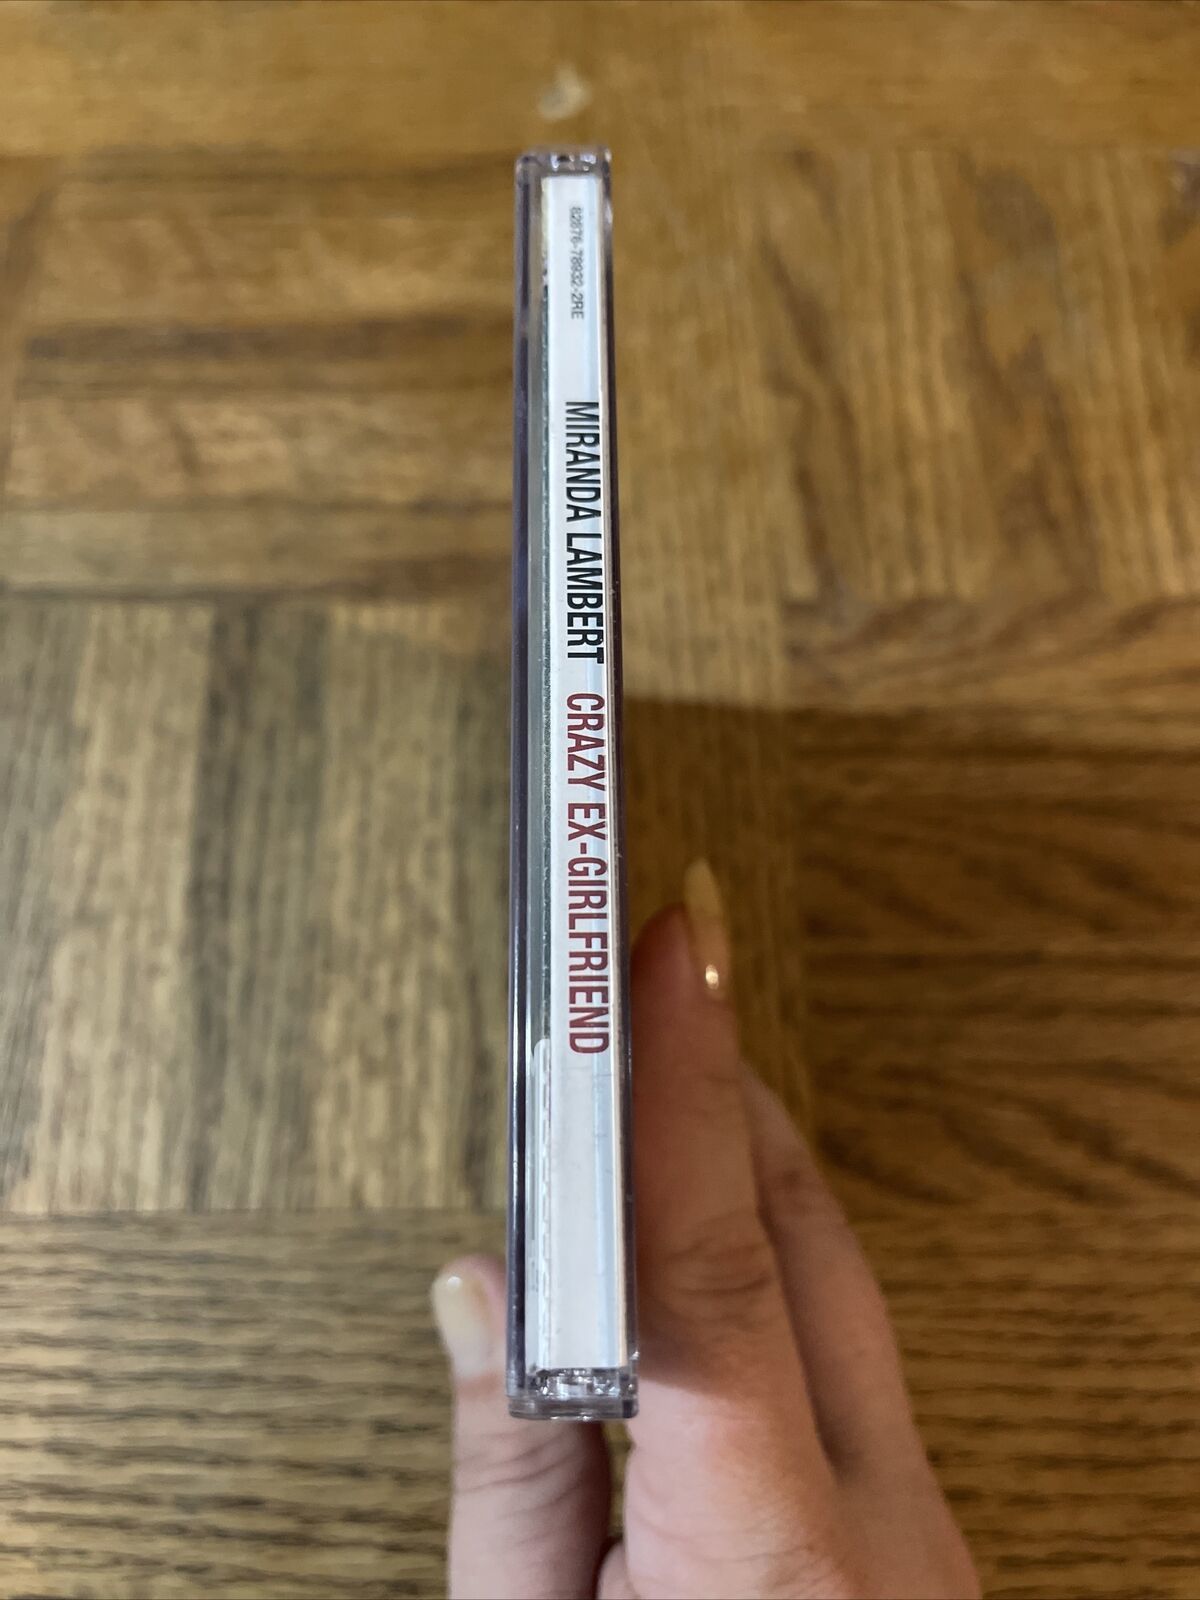 82876-78932-2RE
MIRANDA LAMBERT CRAZY EX-GIRLFRIEND